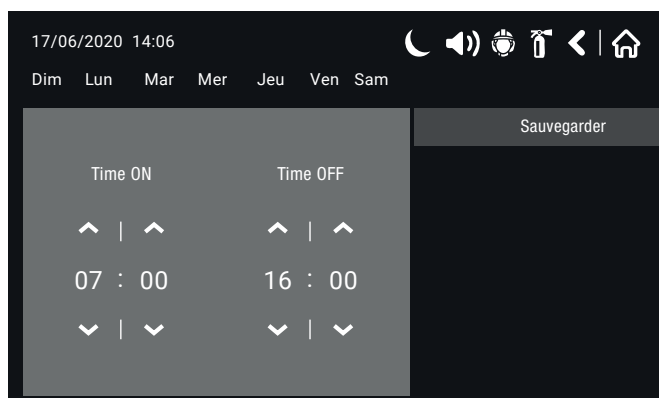 17/06/2020 14:06
Dim Lun Mar Mer Jeu Ven Sam
Sauvegarder
Time ON Time OFF
07 : 00 16 : 00